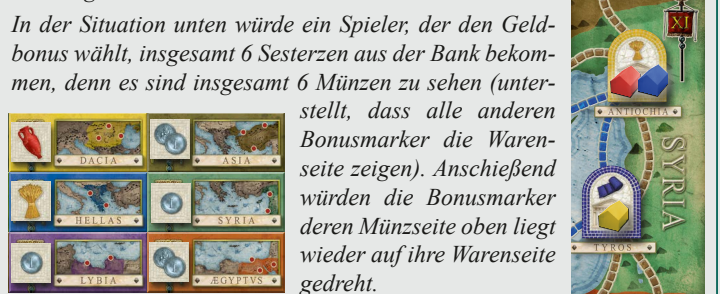 In der Situation unten würde ein Spieler, der den Geld-
bonus wählt, insgesamt 6 Sesterzen aus der Bank bekom-
men, denn es sind insgesamt 6 Münzen zu sehen (unter-
stellt, dass alle anderen
Bonusmarker die Waren-
seite zeigen). Anschießend
würden die Bonusmarker
deren Münzseite oben liegt
wieder auf ihre Warenseite
gedreht.
DACIA
ASIA
HELLAS
SYRIA
LYBIA
ÆGYPTVS
XI
ANTIOCHIA
SYRIA
TYROS